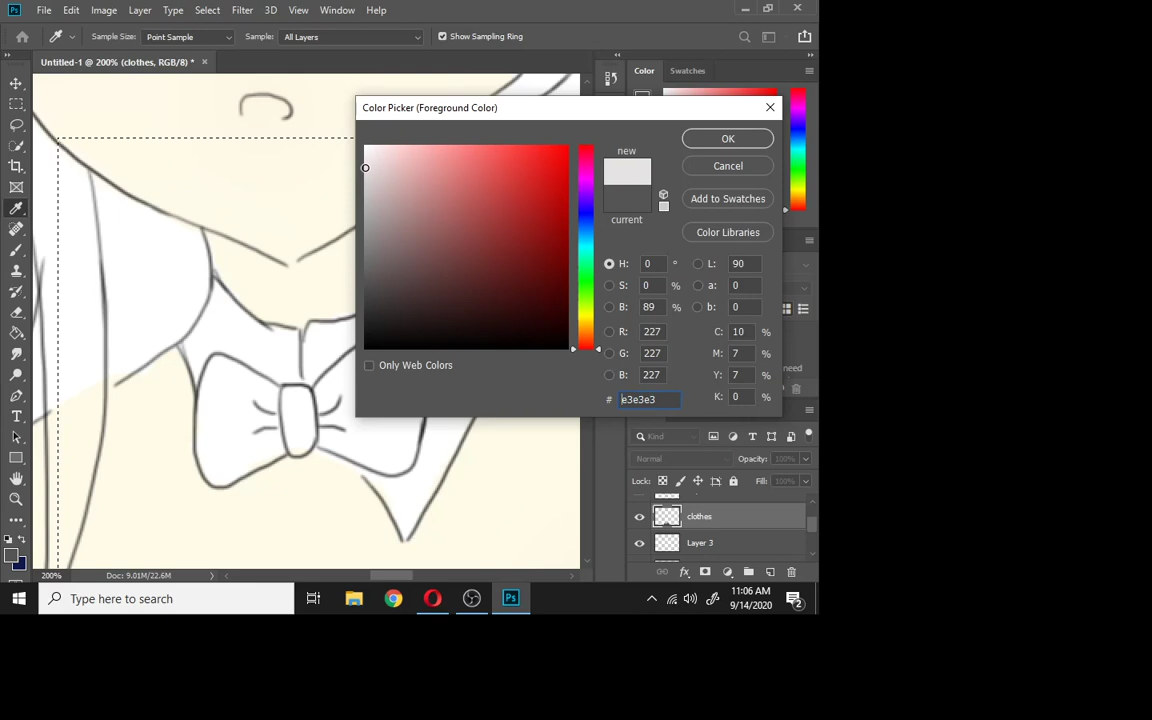 Ps File Edit Image Layer Type Select Filter 3D View Window Help
Sample Size: Point Sample Sample: All Layers Show Sampling Ring
Untitled-1 @ 200% (clothes, RGB/8) *
Color Swatches
Color Picker (Foreground Color)
new
OK
Cancel
Add to Swatches
current
Color Libraries
H: 0 ° L: 90
S: 0 % a: 0
B: 89 % b: 0
R: 227 C: 10 %
G: 227 M: 7 %
B: 227 Y: 7 %
# e3e3e3 K: 0 %
Only Web Colors
need
Kind
Normal Opacity: 100%
Lock: Fill: 100%
clothes
Layer 3
200% Doc: 9.01M/22.6M
Type here to search
Ps
11:06 AM
9/14/2020
2